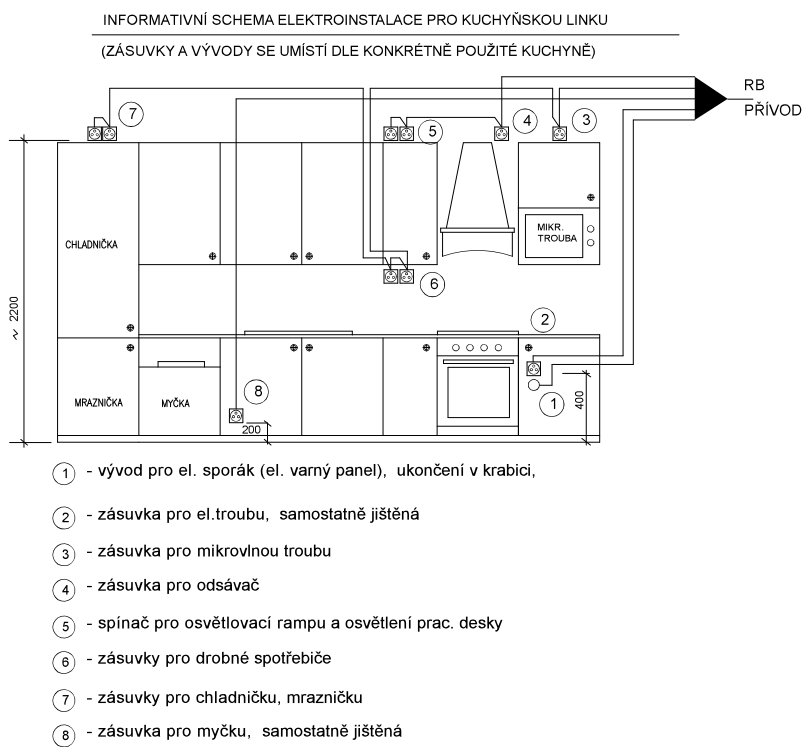 INFORMATIVNÍ SCHEMA ELEKTROINSTALACE PRO KUCHYŇSKOU LINKU
(ZÁSUVKY A VÝVODY SE UMÍSTÍ DLE KONKRÉTNĚ POUŽITÉ KUCHYNĚ)
RB
PŘÍVOD
7
5
4
3
MIKR.
TROUBA
CHLADNIČKA
6
2200
2
MRAZNIČKA
MYČKA
8
1
400
200
1 - vývod pro el. sporák (el. varný panel), ukončení v krabici,
2 - zásuvka pro el.troubu, samostatně jištěná
3 - zásuvka pro mikrovlnou troubu
4 - zásuvka pro odsávač
5 - spínač pro osvětlovací rampu a osvětlení prac. desky
6 - zásuvky pro drobné spotřebiče
7 - zásuvky pro chladničku, mrazničku
8 - zásuvka pro myčku, samostatně jištěná